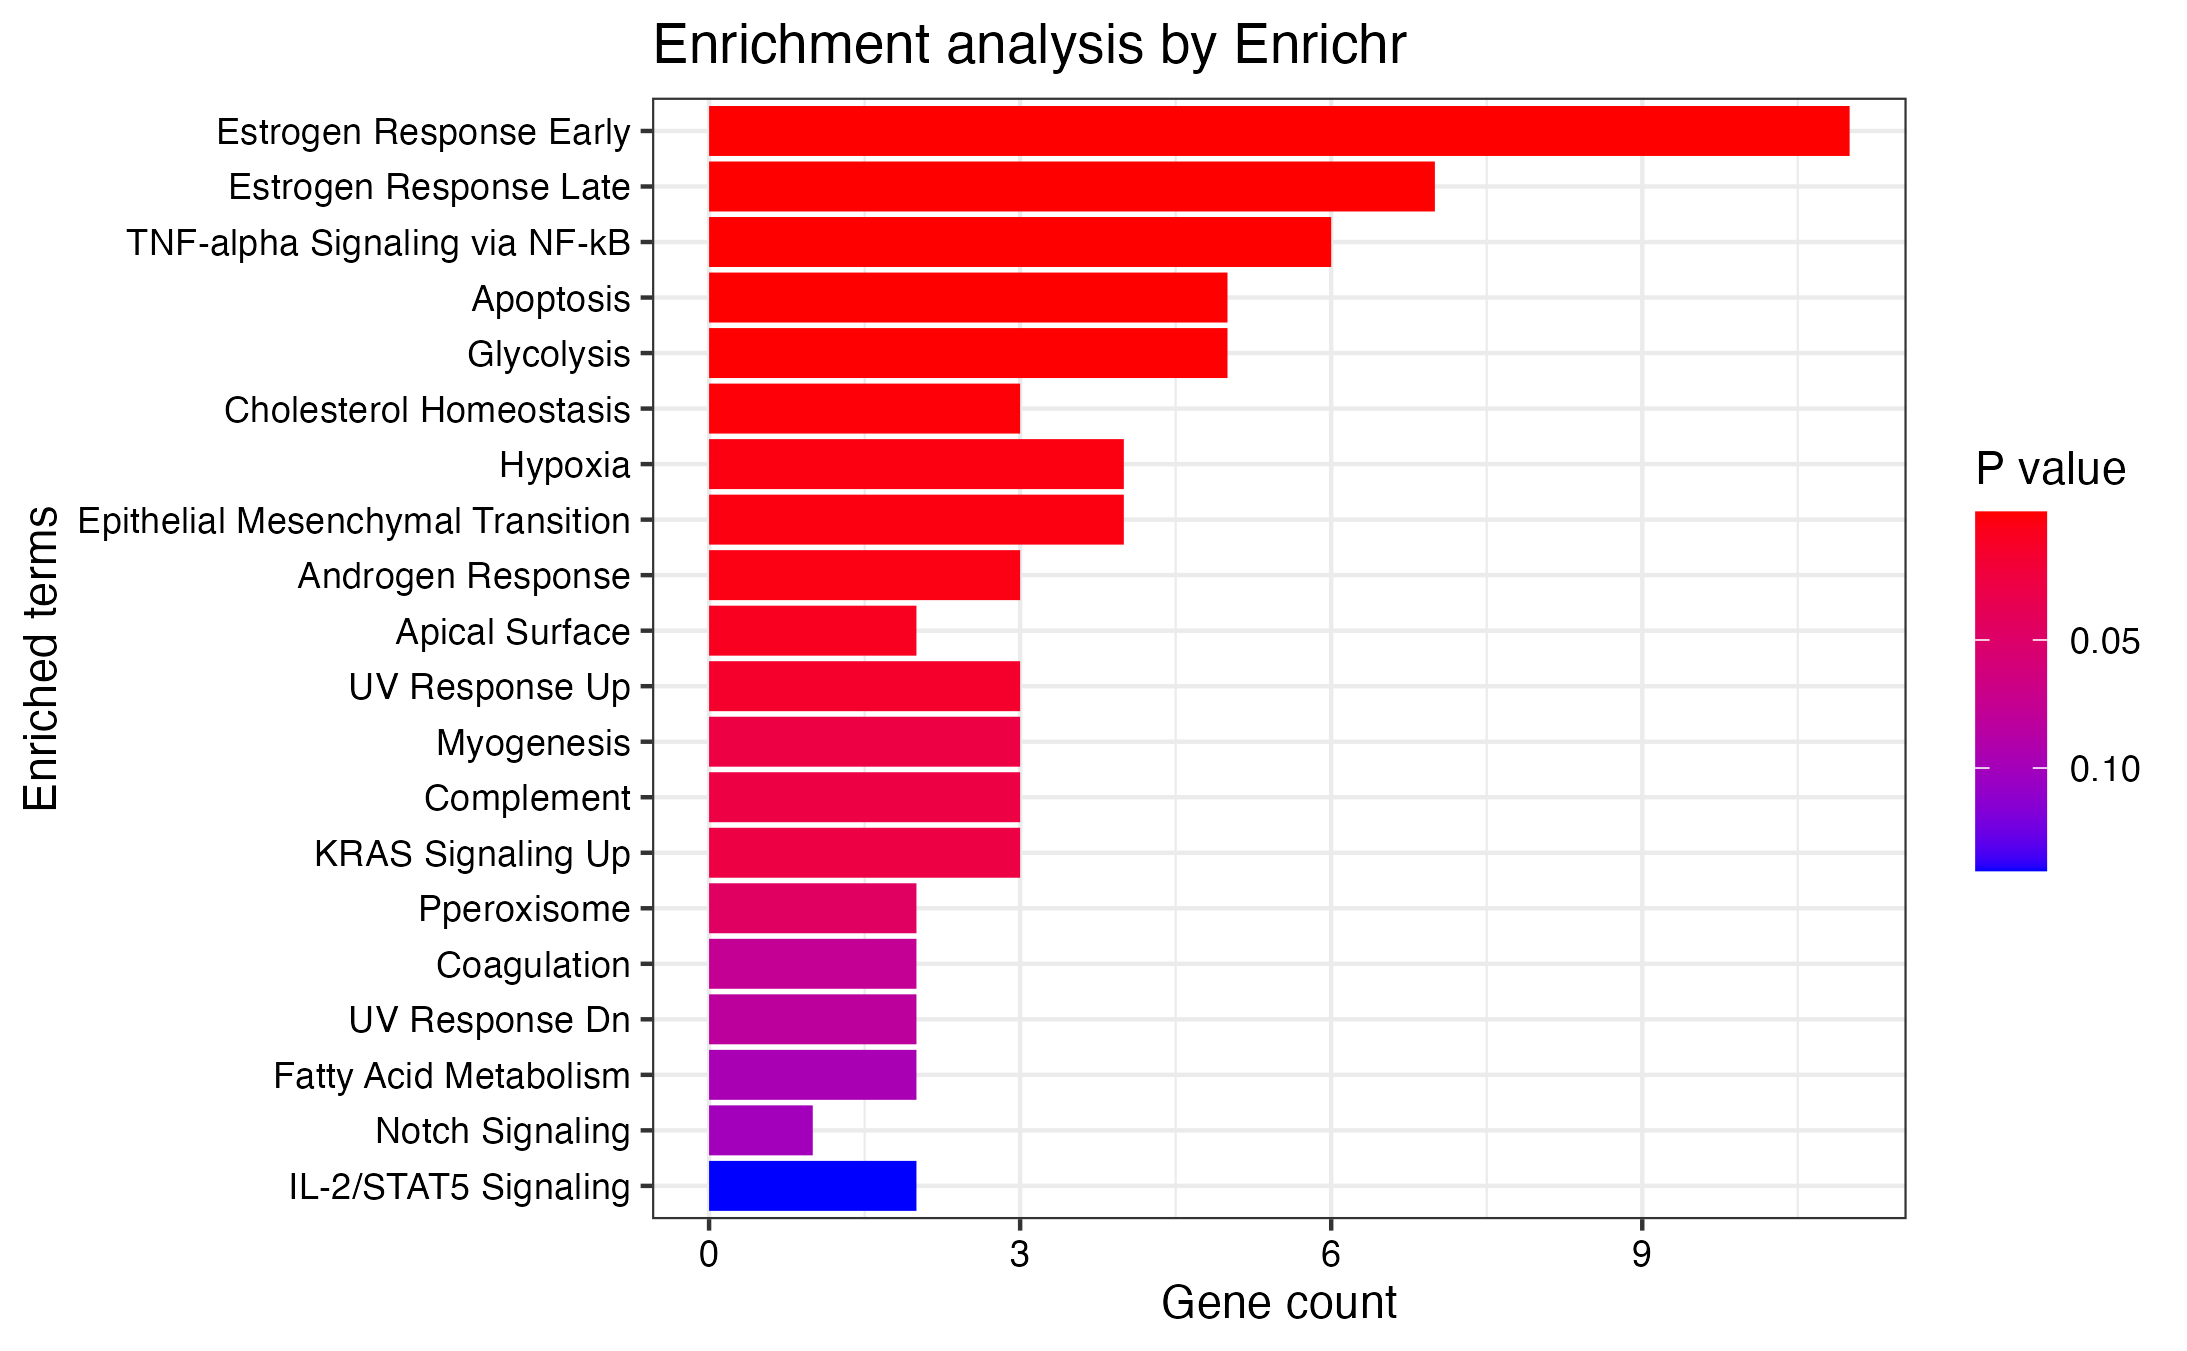 Enrichment analysis by Enrichr
Estrogen Response Early
Estrogen Response Late
TNF-alpha Signaling via NF-kB
Apoptosis
Glycolysis
Cholesterol Homeostasis
Hypoxia
Epithelial Mesenchymal Transition
Androgen Response
Apical Surface
UV Response Up
Myogenesis
Complement
KRAS Signaling Up
Pperoxisome
Coagulation
UV Response Dn
Fatty Acid Metabolism
Notch Signaling
IL-2/STAT5 Signaling
Enriched terms
0 3 6 9
Gene count
P value
0.05
0.10